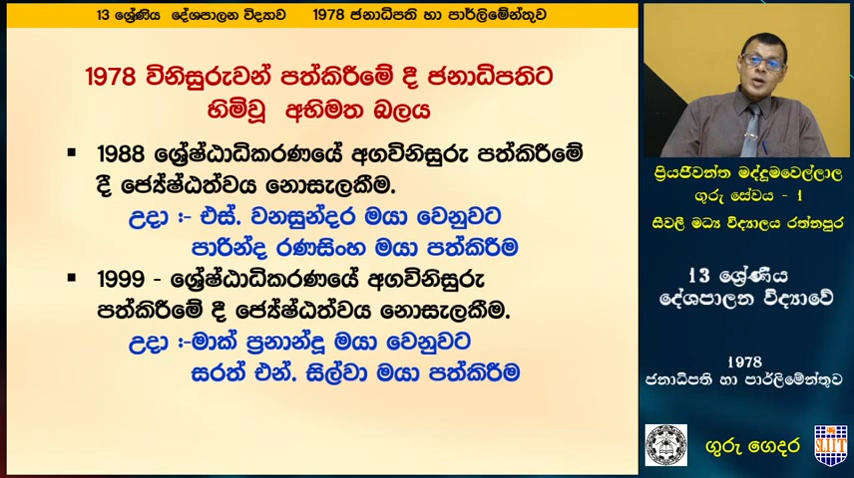 13 ශ්‍රේණිය දේශපාලන විද්‍යාව 1978 ජනාධිපති හා පාර්ලිමේන්තුව
1978 විනිසුරුවන් පත්කිරීමේ දී ජනාධිපතිට
හිමිවූ අභිමත බලය
▪ 1988 ශ්‍රේෂ්ඨාධිකරණයේ අගවිනිසුරු පත්කිරීමේ
දී ජ්‍යේෂ්ඨත්වය නොසැලකීම.
උදා :- එස්. වනසුන්දර මයා වෙනුවට
පාරින්ද රණසිංහ මයා පත්කිරීම
▪ 1999 - ශ්‍රේෂ්ඨාධිකරණයේ අගවිනිසුරු
පත්කිරීමේ දී ජ්‍යේෂ්ඨත්වය නොසැලකීම.
උදා :-මාක් ප්‍රනාන්දු මයා වෙනුවට
සරත් එන්. සිල්වා මයා පත්කිරීම
ප්‍රියජීවන්ත මද්දුමවෙල්ලාල
ගුරු සේවය - 1
සීවලී මධ්‍ය විද්‍යාලය රත්නපුර
13 ශ්‍රේණිය
දේශපාලන විද්‍යාවේ
1978
ජනාධිපති හා පාර්ලිමේන්තුව
ගුරු ගෙදර
SLIIT